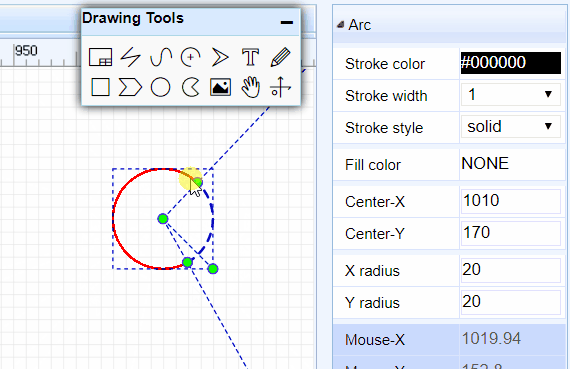 Drawing Tools
950
Arc
Stroke color #000000
Stroke width 1
Stroke style solid
Fill color NONE
Center-X 1010
Center-Y 170
X radius 20
Y radius 20
Mouse-X 1019.94
Mouse-Y 152.8